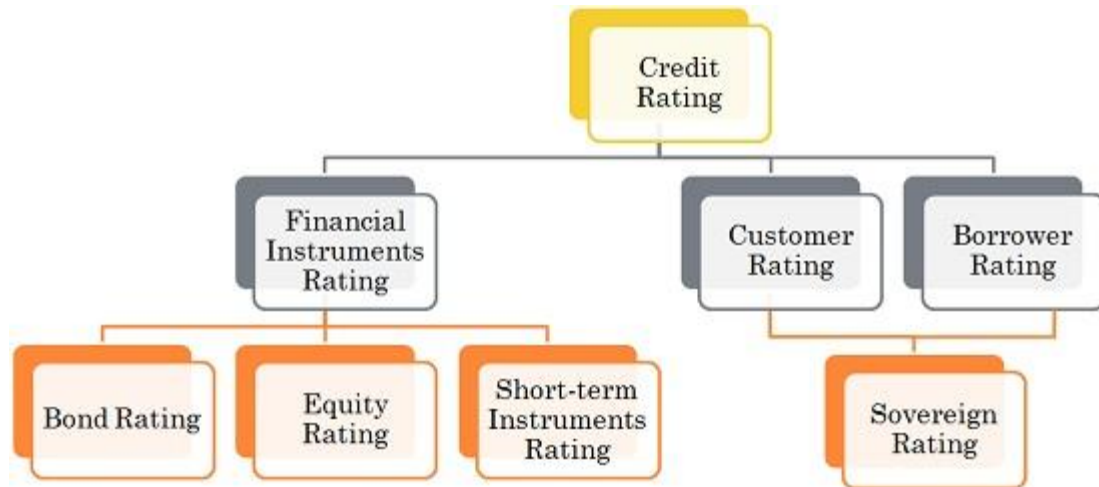 Credit
Rating
Financial
Instruments
Rating
Customer
Rating
Borrower
Rating
Bond Rating
Equity
Rating
Short-term
Instruments
Rating
Sovereign
Rating